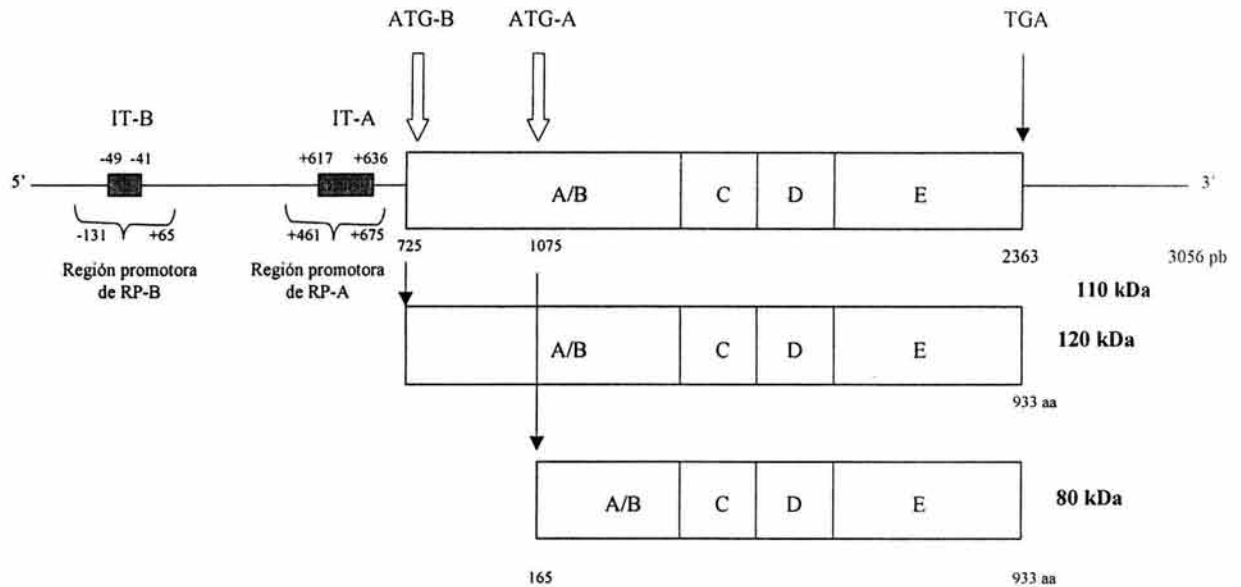 ATG-B ATG-A TGA
IT-B IT-A
-49 -41 +617 +636
5' A/B C D E 3'
-131 +65 +461 +675
725 1075 2363 3056 pb
Región promotora de RP-B
Región promotora de RP-A
110 kDa
A/B C D E 120 kDa
933 aa
A/B C D E 80 kDa
165 933 aa